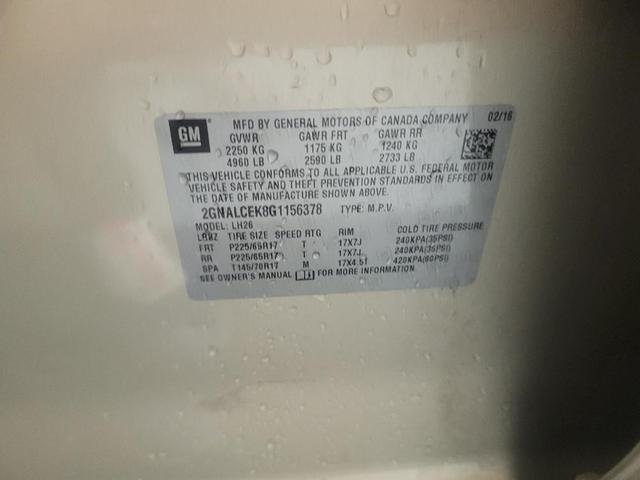 GM
MFD BY GENERAL MOTORS OF CANADA COMPANY 02/16
GVWR GAWR FRT GAWR RR
2250 KG 1175 KG 1240 KG
4960 LB 2590 LB 2733 LB
THIS VEHICLE CONFORMS TO ALL APPLICABLE U.S. FEDERAL MOTOR
VEHICLE SAFETY AND THEFT PREVENTION STANDARDS IN EFFECT ON
THE DATE OF MANUFACTURE SHOWN ABOVE.
2GNALCEK8G1156378 TYPE: M.P.V.
MODEL: LH26
TIRE SIZE SPEED RTG RIM COLD TIRE PRESSURE
FRT P225/65R17 T 17X7J 240KPA(35PSI)
RR P225/65R17 T 17X7J 240KPA(35PSI)
SPA T145/70R17 M 17X4.5T 420KPA(60PSI)
SEE OWNER'S MANUAL FOR MORE INFORMATION.